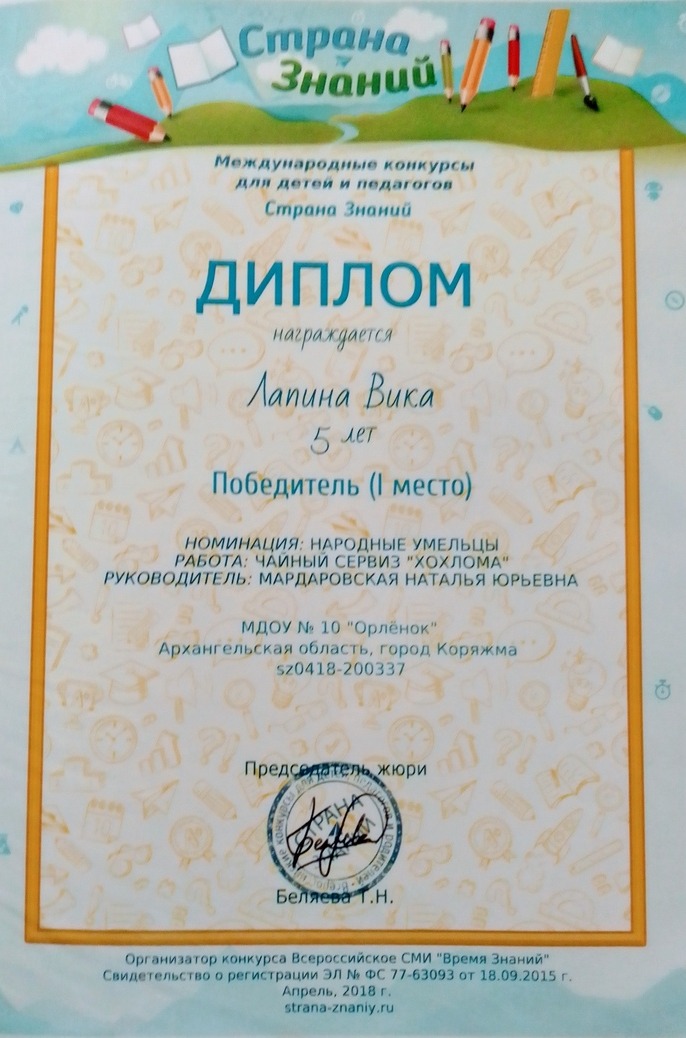 Страна
Знаний
Международные конкурсы
для детей и педагогов
Страна Знаний
ДИПЛОМ
награждается
Лапина Вика
5 лет
Победитель (I место)
НОМИНАЦИЯ: НАРОДНЫЕ УМЕЛЬЦЫ
РАБОТА: ЧАЙНЫЙ СЕРВИЗ "ХОХЛОМА"
РУКОВОДИТЕЛЬ: МАРДАРОВСКАЯ НАТАЛЬЯ ЮРЬЕВНА
МДОУ № 10 "Орлёнок"
Архангельская область, город Коряжма
sz0418-200337
Председатель жюри
СТРАНА
Беляева Т.Н.
Организатор конкурса Всероссийское СМИ "Время Знаний"
Свидетельство о регистрации ЭЛ № ФС 77-63093 от 18.09.2015 г.
Апрель, 2018 г.
strana-znaniy.ru